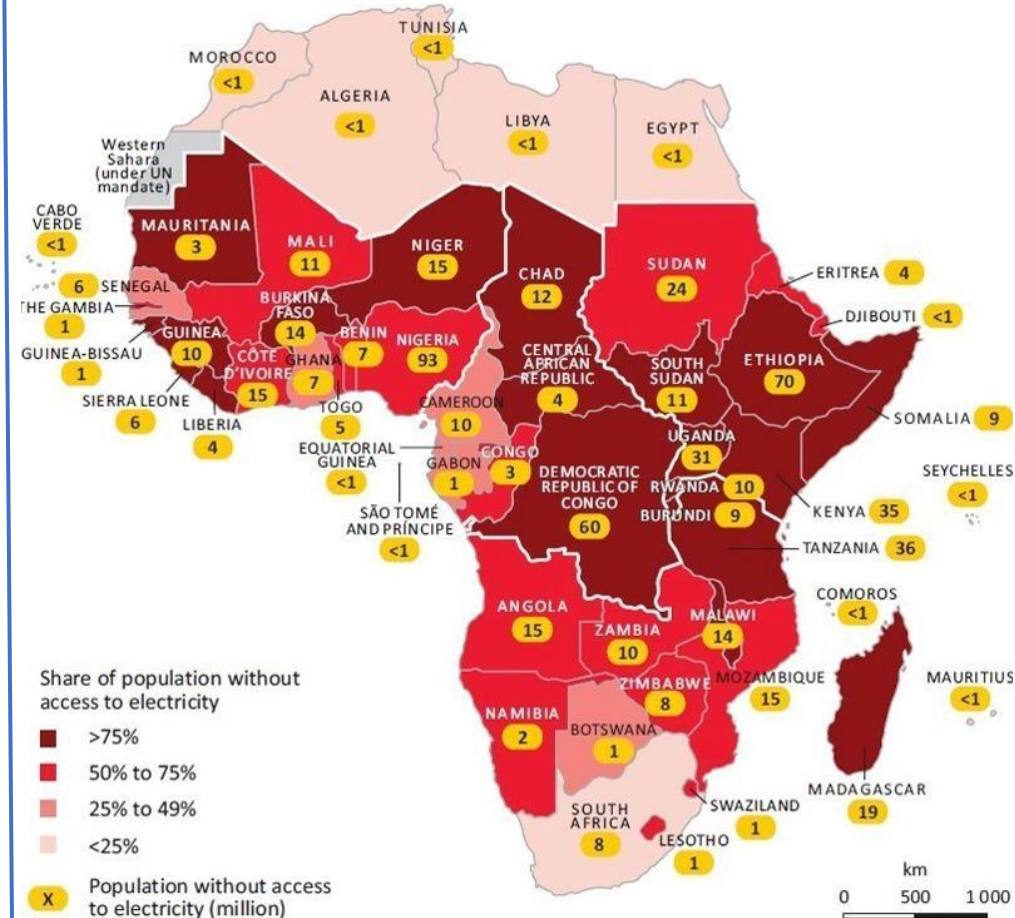 TUNISIA
<1
MOROCCO
<1
ALGERIA
<1
LIBYA
<1
EGYPT
<1
Western
Sahara
(under UN
mandate)
CABO
VERDE
<1
MAURITANIA
3
MALI
11
NIGER
15
CHAD
12
SUDAN
24
ERITREA 4
DJIBOUTI <1
6 SENEGAL
THE GAMBIA
1
GUINEA-BISSAU
1
GUINEA
10
SIERRA LEONE
6
LIBERIA
4
BURKINA
FASO
14
CÔTE
D'IVOIRE
15
GHANA
7
TOGO
5
BENIN
7
NIGERIA
93
CENTRAL
AFRICAN
REPUBLIC
4
SOUTH
SUDAN
11
ETHIOPIA
70
SOMALIA 9
CAMEROON
10
EQUATORIAL
GUINEA
<1
GABON
1
CONGO
3
SÃO TOMÉ
AND PRÍNCIPE
<1
DEMOCRATIC
REPUBLIC OF
CONGO
60
UGANDA
31
RWANDA 10
BURUNDI 9
KENYA 35
TANZANIA 36
SEYCHELLES
<1
COMOROS
<1
ANGOLA
15
ZAMBIA
10
MALAWI
14
MOZAMBIQUE
15
ZIMBABWE
8
NAMIBIA
2
BOTSWANA
1
MAURITIUS
<1
MADAGASCAR
19
SOUTH
AFRICA
8
SWAZILAND
1
LESOTHO
1
Share of population without
access to electricity
>75%
50% to 75%
25% to 49%
<25%
X Population without access
to electricity (million)
km
0 500 1 000